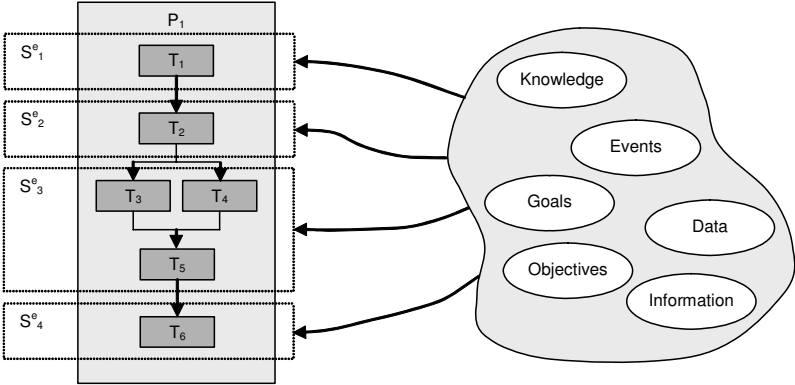 P₁
Sᵉ₁
T₁
Sᵉ₂
T₂
Sᵉ₃
T₃ T₄
T₅
Sᵉ₄
T₆
Knowledge
Events
Goals
Data
Objectives
Information